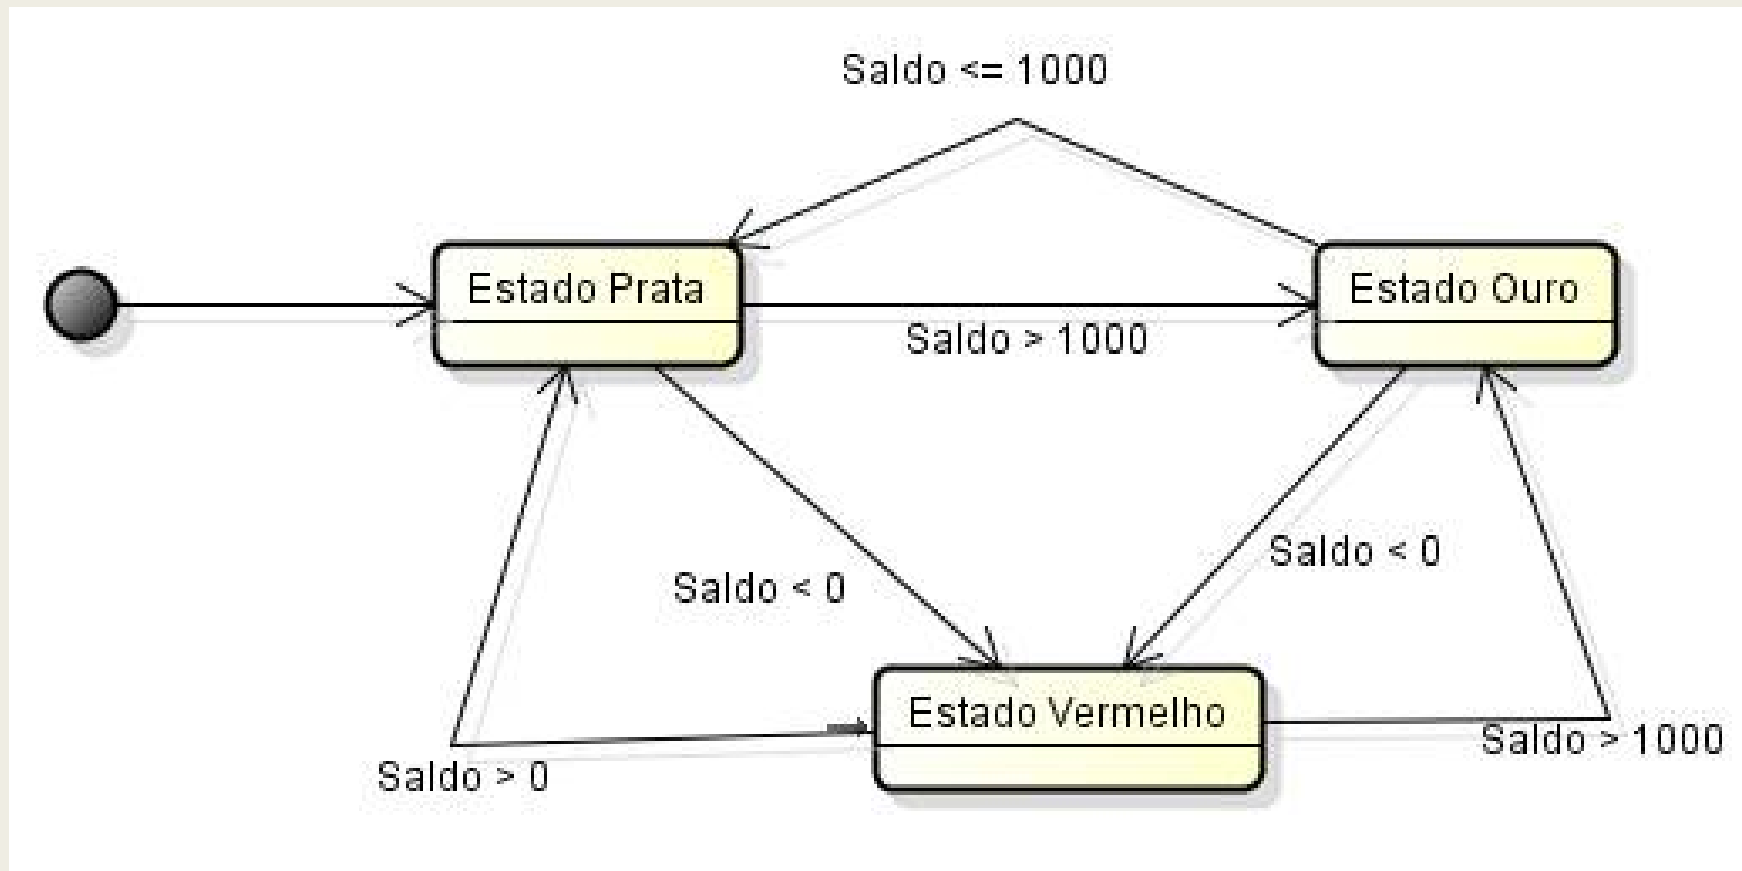 Saldo <= 1000
Estado Prata
Estado Ouro
Saldo > 1000
Saldo < 0
Saldo < 0
Estado Vermelho
Saldo > 1000
Saldo > 0